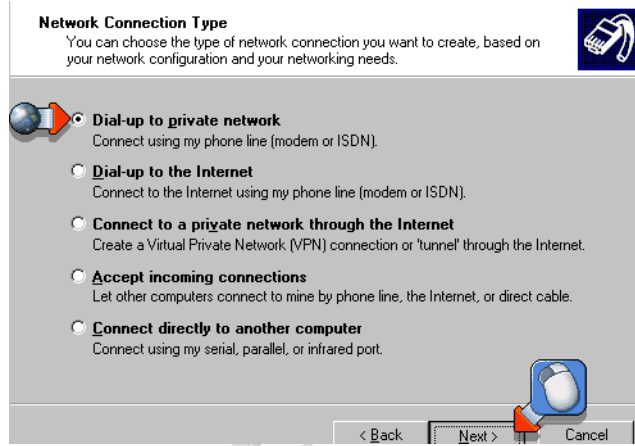 Network Connection Type
You can choose the type of network connection you want to create, based on
your network configuration and your networking needs.
Dial-up to private network
Connect using my phone line (modem or ISDN).
Dial-up to the Internet
Connect to the Internet using my phone line (modem or ISDN).
Connect to a private network through the Internet
Create a Virtual Private Network (VPN) connection or 'tunnel' through the Internet.
Accept incoming connections
Let other computers connect to mine by phone line, the Internet, or direct cable.
Connect directly to another computer
Connect using my serial, parallel, or infrared port.
< Back Next > Cancel